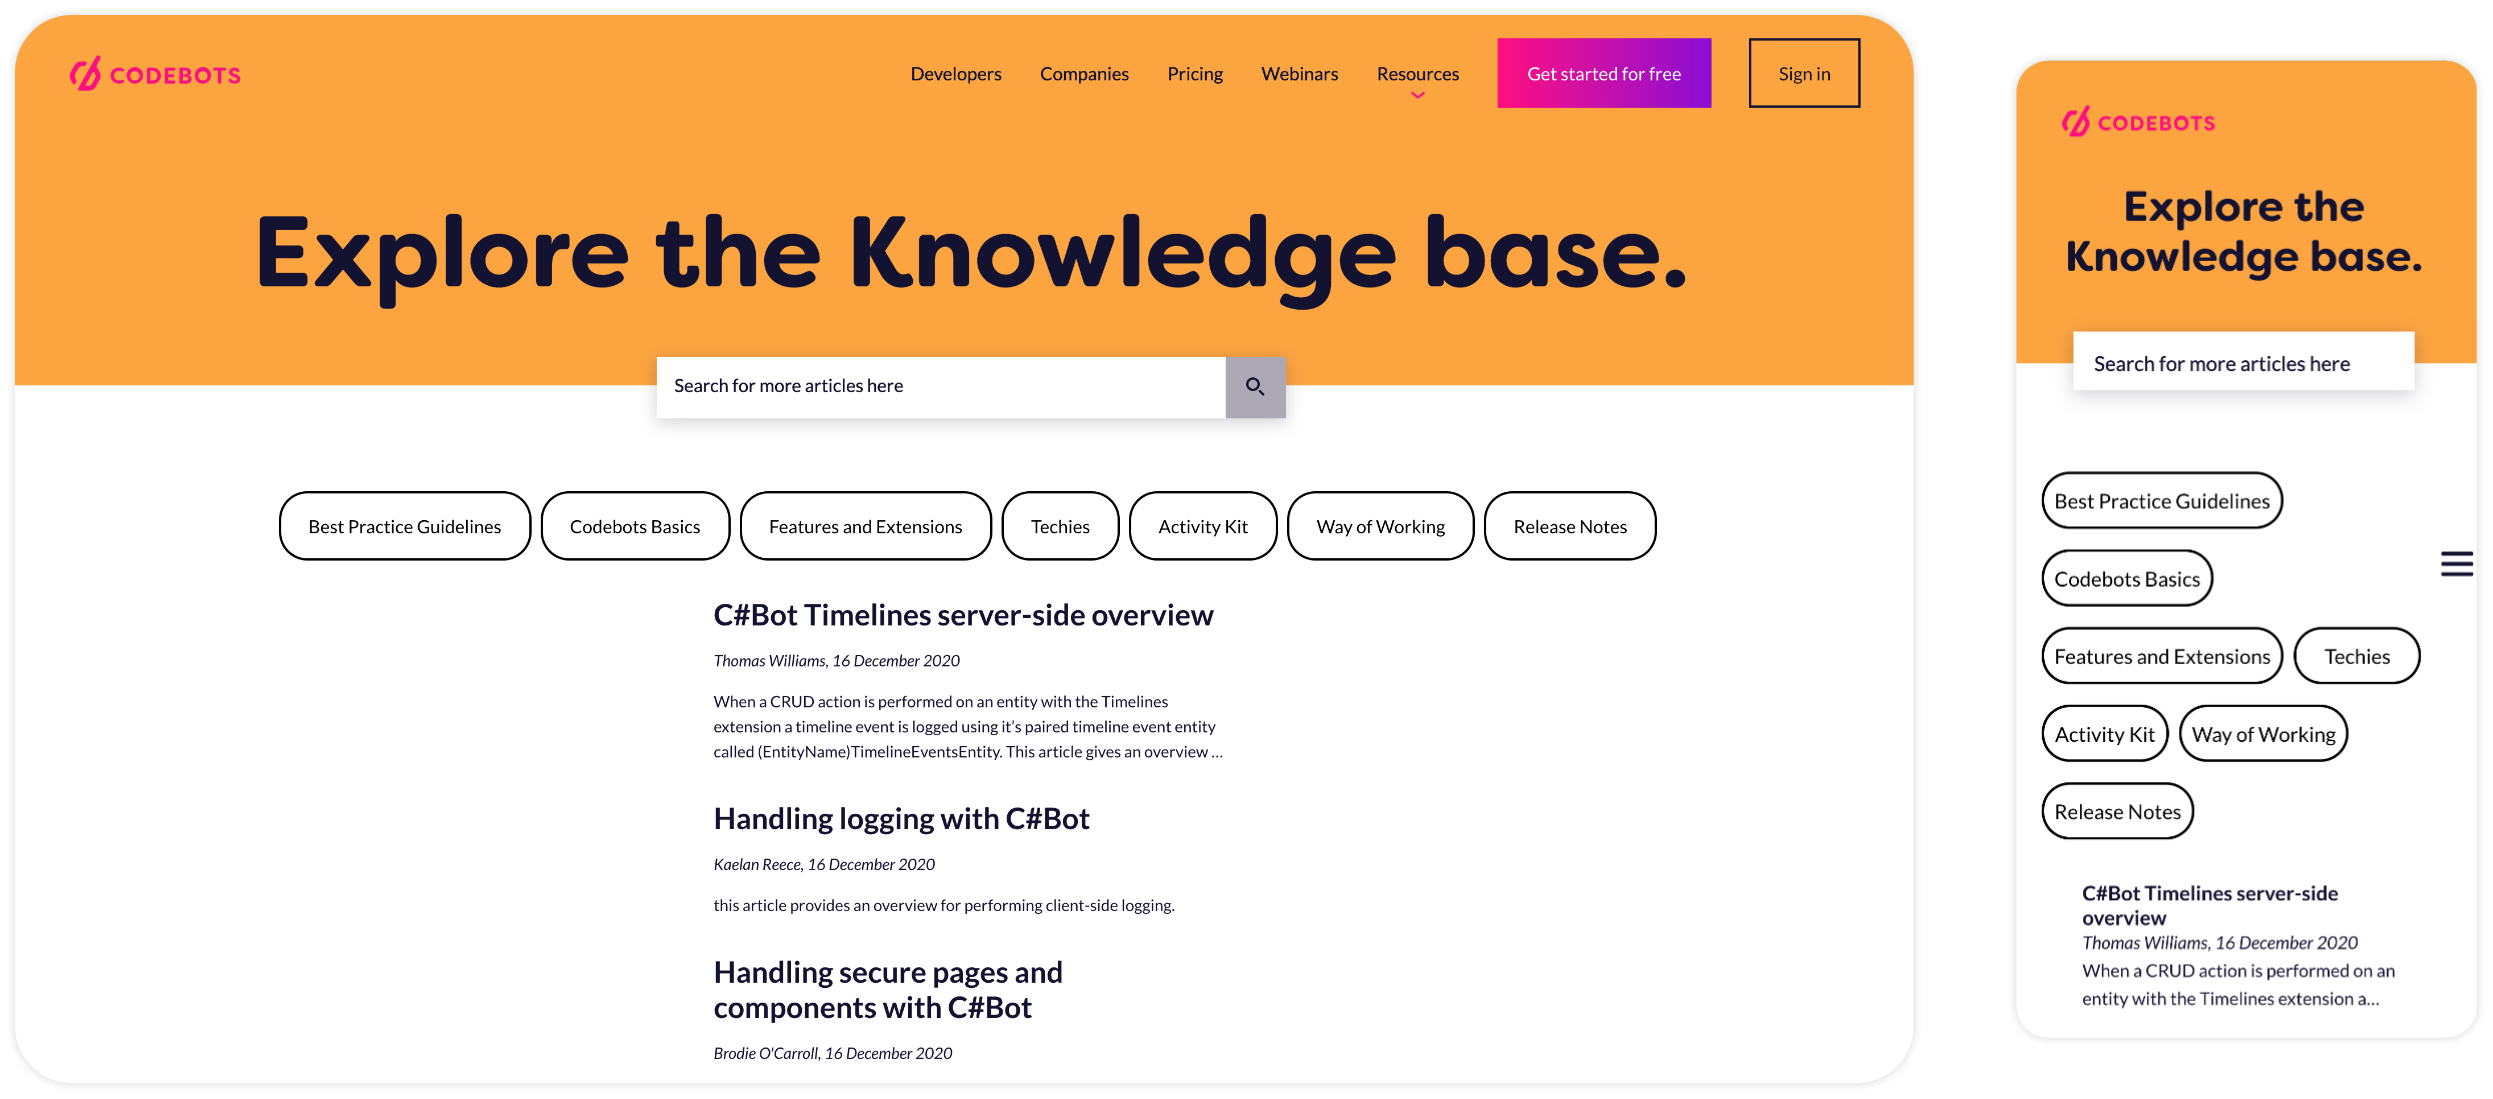 CODEBOTS
Developers
Companies
Pricing
Webinars
Resources
Get started for free
Sign in
Explore the Knowledge base.
Search for more articles here
Best Practice Guidelines
Codebots Basics
Features and Extensions
Techies
Activity Kit
Way of Working
Release Notes
C#Bot Timelines server-side overview
Thomas Williams, 16 December 2020
When a CRUD action is performed on an entity with the Timelines
extension a timeline event is logged using it’s paired timeline event entity
called (EntityName)TimelineEventsEntity. This article gives an overview ...
Handling logging with C#Bot
Kaelan Reece, 16 December 2020
this article provides an overview for performing client-side logging.
Handling secure pages and
components with C#Bot
Brodie O'Carroll, 16 December 2020
CODEBOTS
Explore the
Knowledge base.
Search for more articles here
Best Practice Guidelines
Codebots Basics
Features and Extensions
Techies
Activity Kit
Way of Working
Release Notes
C#Bot Timelines server-side
overview
Thomas Williams, 16 December 2020
When a CRUD action is performed on an
entity with the Timelines extension a...